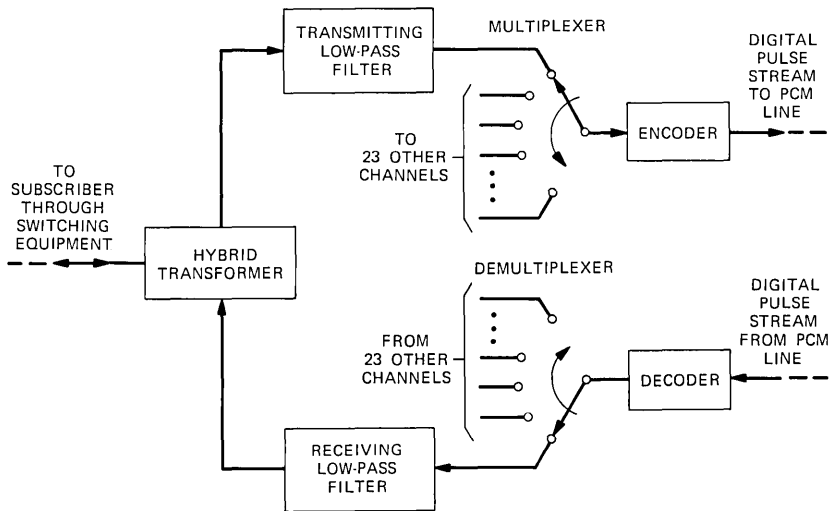 TRANSMITTING
LOW-PASS
FILTER
MULTIPLEXER
DIGITAL
PULSE
STREAM
TO PCM
LINE
TO
23 OTHER
CHANNELS
ENCODER
TO
SUBSCRIBER
THROUGH
SWITCHING
EQUIPMENT
HYBRID
TRANSFORMER
DEMULTIPLEXER
FROM
23 OTHER
CHANNELS
DIGITAL
PULSE
STREAM
FROM PCM
LINE
DECODER
RECEIVING
LOW-PASS
FILTER